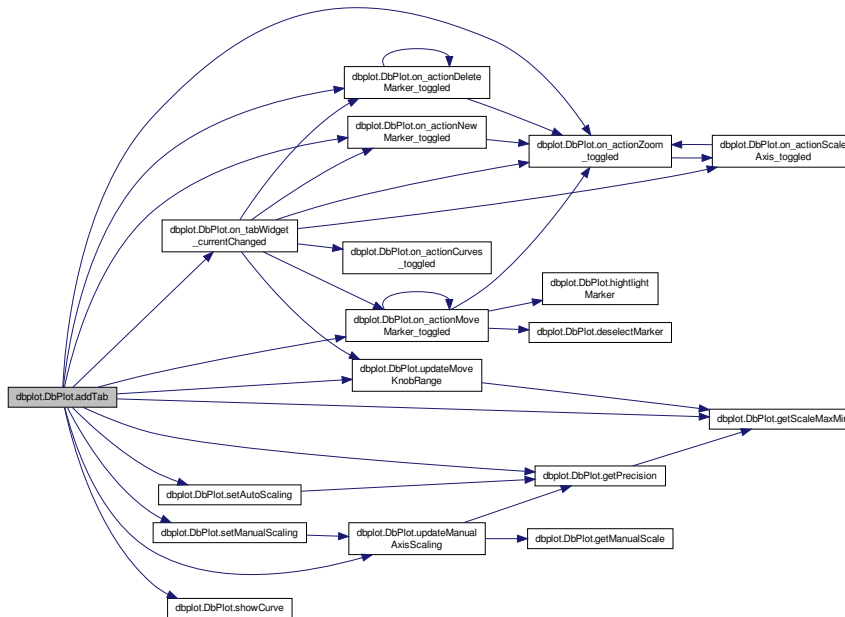 dbplot.DbPlot.on_actionDelete
Marker_toggled
dbplot.DbPlot.on_actionNew
Marker_toggled
dbplot.DbPlot.on_actionZoom
_toggled
dbplot.DbPlot.on_actionScale
Axis_toggled
dbplot.DbPlot.on_tabWidget
_currentChanged
dbplot.DbPlot.on_actionCurves
_toggled
dbplot.DbPlot.hightlight
Marker
dbplot.DbPlot.on_actionMove
Marker_toggled
dbplot.DbPlot.deselectMarker
dbplot.DbPlot.updateMove
KnobRange
dbplot.DbPlot.addTab
dbplot.DbPlot.getScaleMaxMin
dbplot.DbPlot.getPrecision
dbplot.DbPlot.setAutoScaling
dbplot.DbPlot.setManualScaling
dbplot.DbPlot.updateManual
AxisScaling
dbplot.DbPlot.getManualScale
dbplot.DbPlot.showCurve